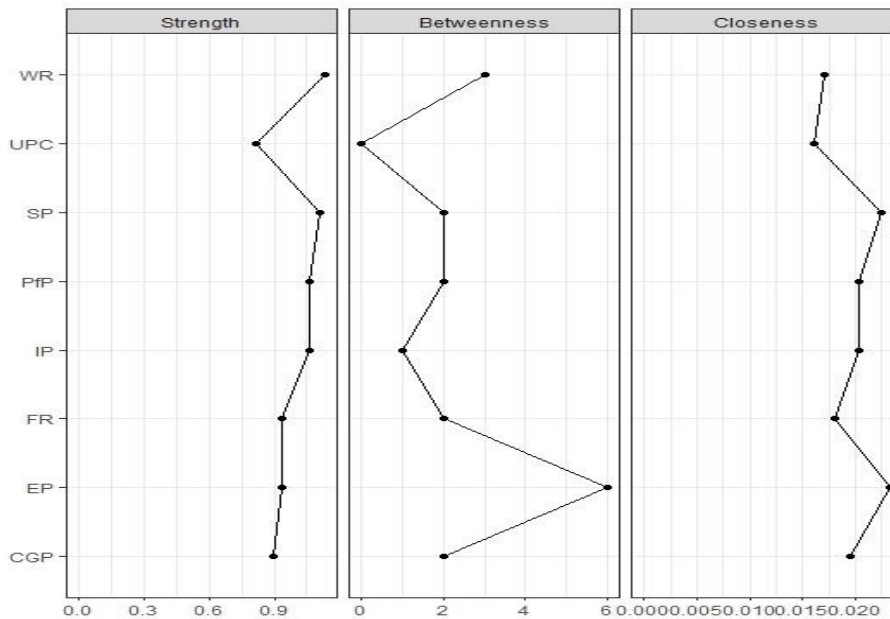 Strength Betweenness Closeness
WR
UPC
SP
PfP
IP
FR
EP
CGP
0.0 0.3 0.6 0.9 0 2 4 6 0.0000.0050.0100.0150.020